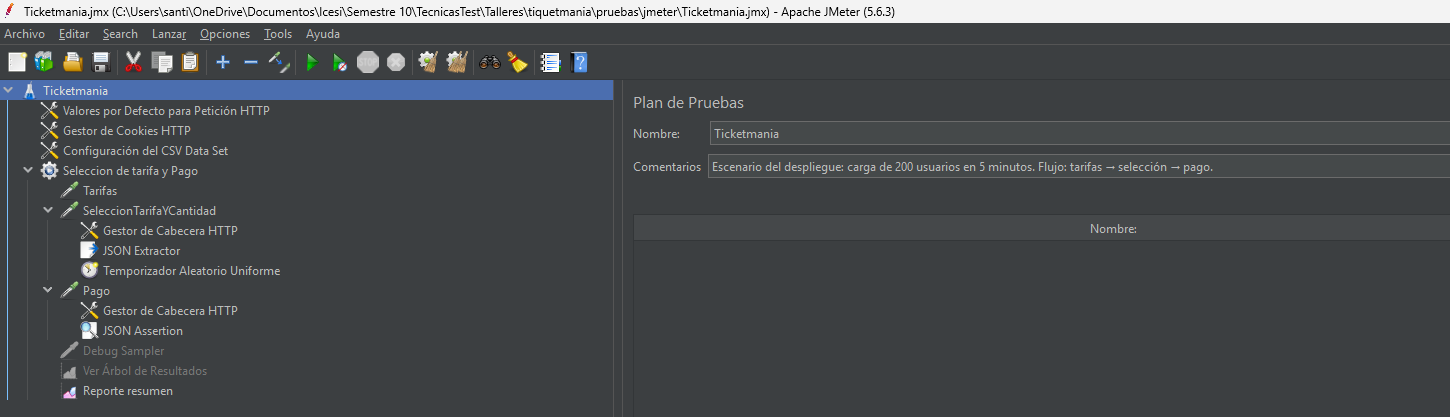 Ticketmania.jmx (C:\Users\santi\OneDrive\Documentos\Icesi\Semestre 10\TecnicasTest\Talleres\tiquetmania\pruebas\jmeter\Ticketmania.jmx) - Apache JMeter (5.6.3)
Archivo Editar Search Lanzar Opciones Tools Ayuda
STOP
Ticketmania
Valores por Defecto para Petición HTTP
Gestor de Cookies HTTP
Configuración del CSV Data Set
Seleccion de tarifa y Pago
Tarifas
SeleccionTarifaYCantidad
Gestor de Cabecera HTTP
JSON Extractor
Temporizador Aleatorio Uniforme
Pago
Gestor de Cabecera HTTP
JSON Assertion
Debug Sampler
Ver Árbol de Resultados
Reporte resumen
Plan de Pruebas
Nombre: Ticketmania
Comentarios Escenario del despliegue: carga de 200 usuarios en 5 minutos. Flujo: tarifas → selección → pago.
Nombre: